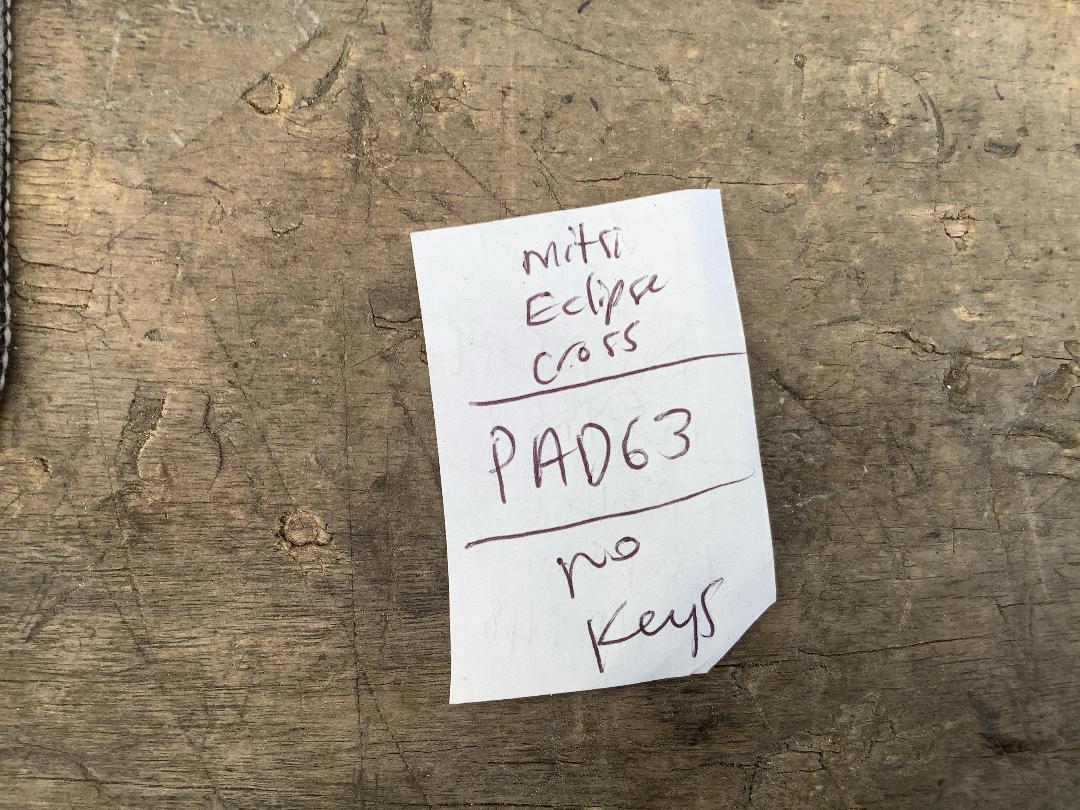 mitsi
Eclipse
cross
PAD63
no
keys